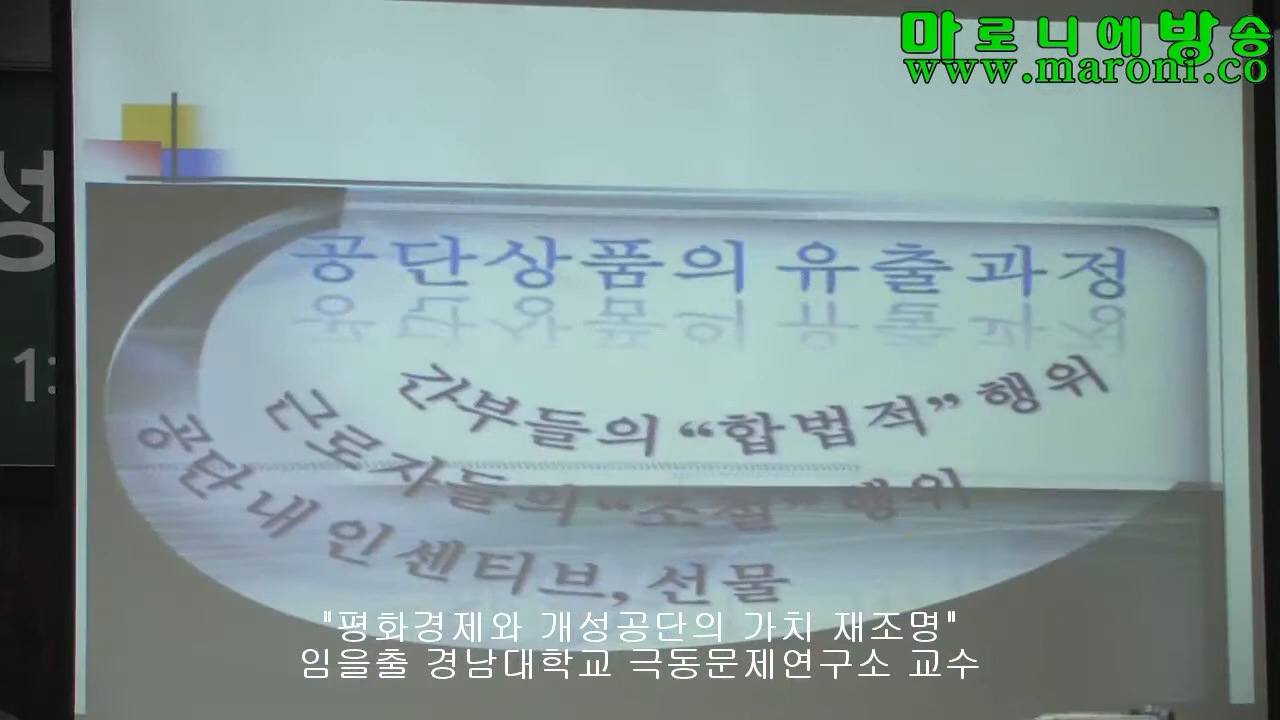 마로니에방송
www.maroni.co
성
1:
공단상품의 유출과정
간부들의 “합법적” 행위
근로자들의 “조절” 행위
공단내 인센티브, 선물
"평화경제와 개성공단의 가치 재조명"
임을출 경남대학교 극동문제연구소 교수